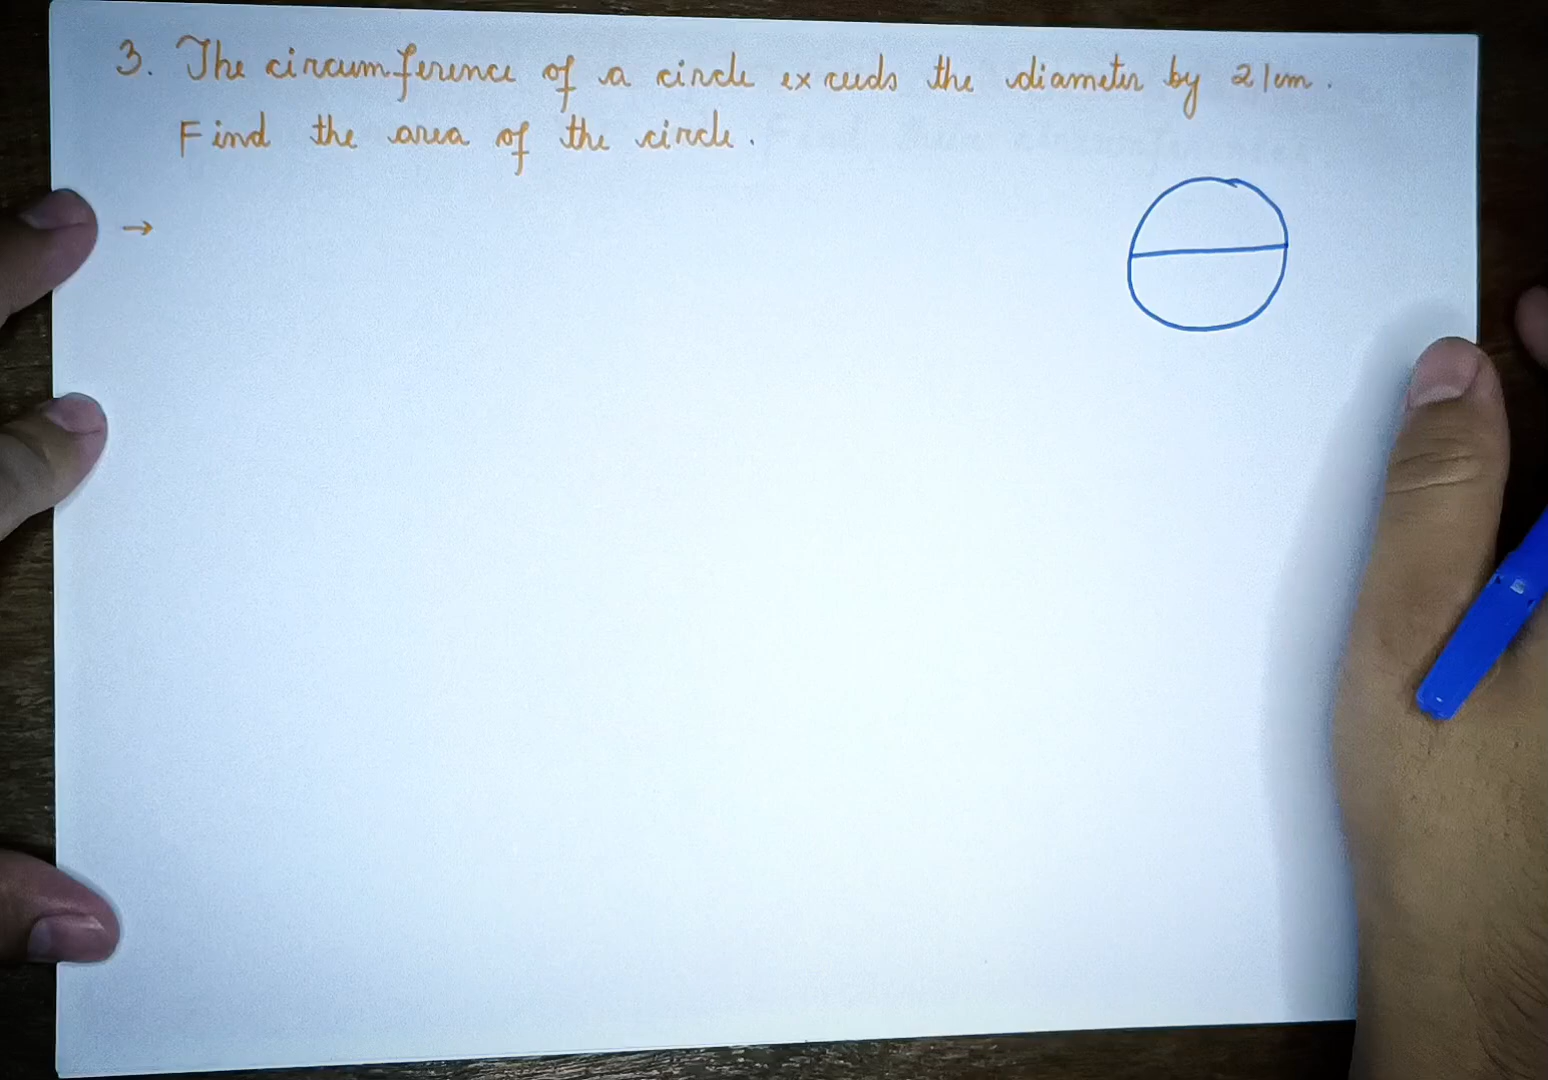 3. The circumference of a circle exceeds the diameter by 21cm.
Find the area of the circle.
→